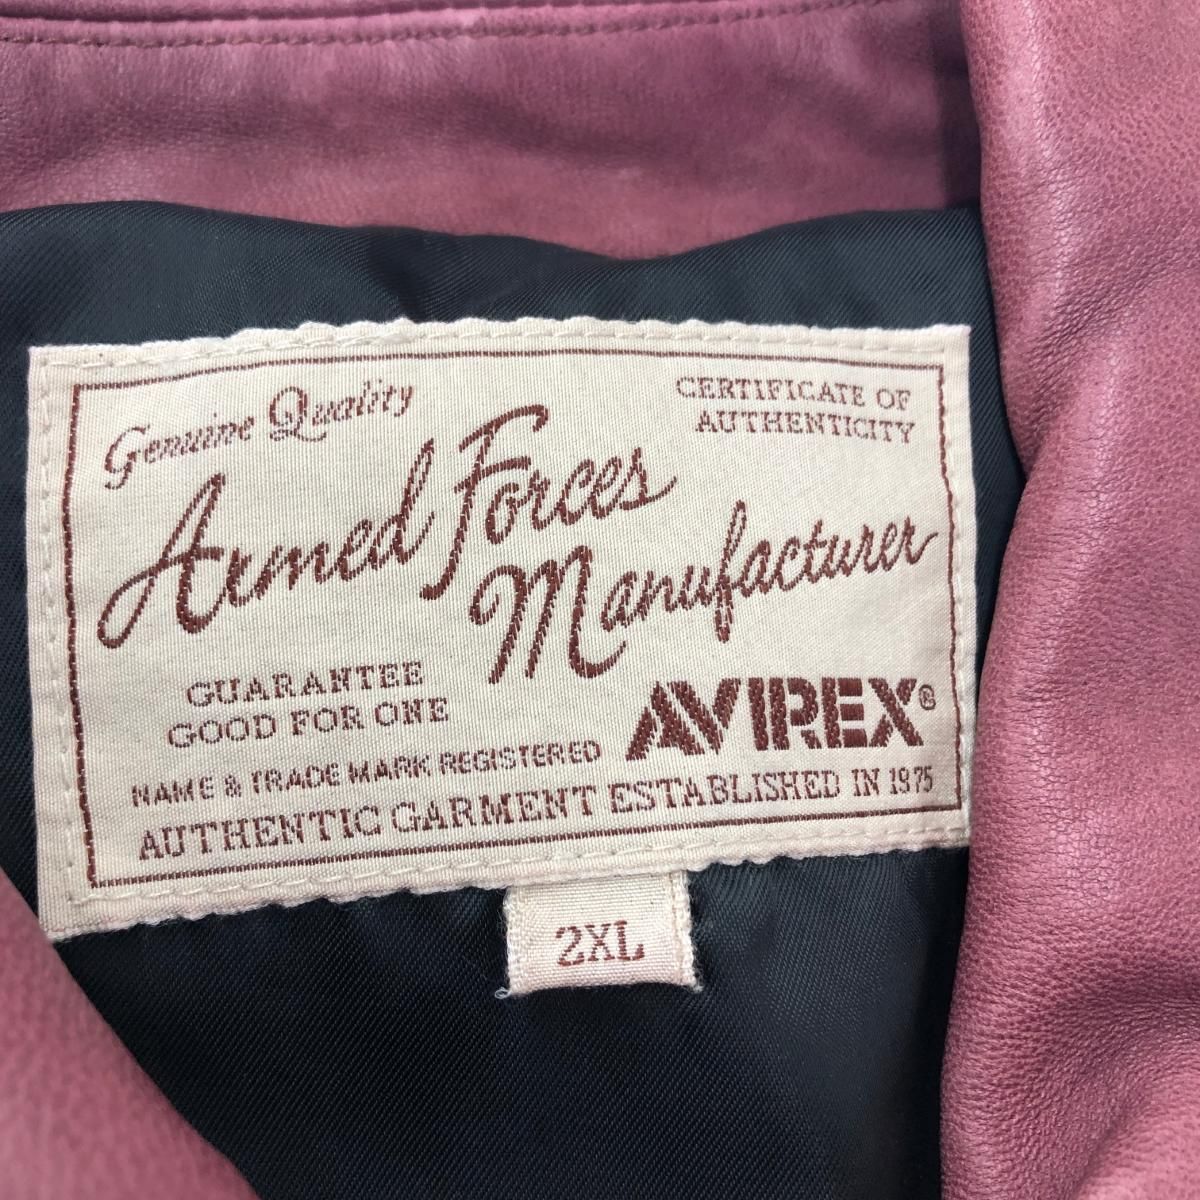 Genuine Quality
CERTIFICATE OF
AUTHENTICITY
Armed Forces
Manufacturer
GUARANTEE
GOOD FOR ONE
AVIREX®
NAME & TRADE MARK REGISTERED
AUTHENTIC GARMENT ESTABLISHED IN 1975
2XL